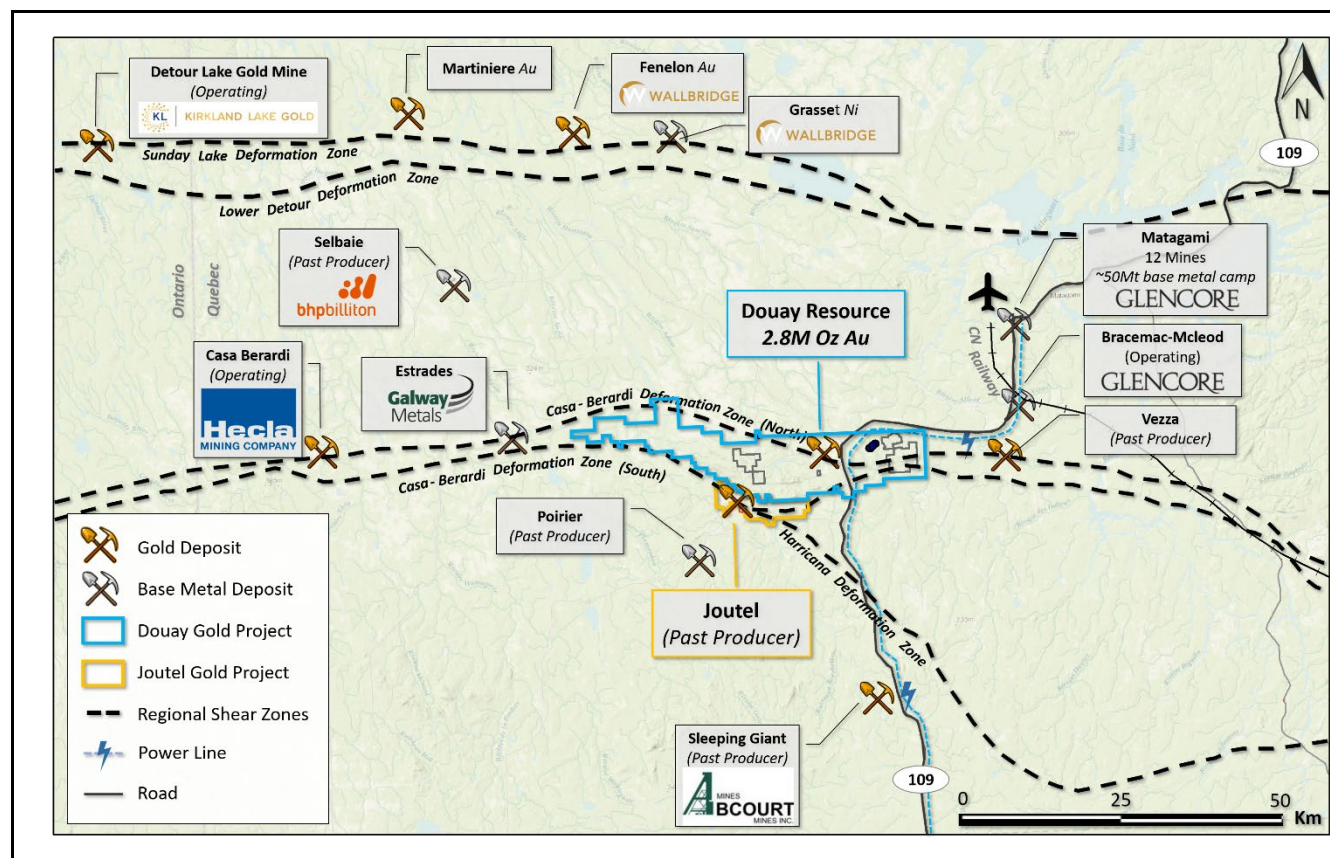 Detour Lake Gold Mine
(Operating)
KL KIRKLAND LAKE GOLD
Martiniere Au
Fenelon Au
W WALLBRIDGE
Grasset Ni
W WALLBRIDGE
N
109
Sunday Lake Deformation Zone
Lower Detour Deformation Zone
Selbaie
(Past Producer)
bhpbilliton
Ontario
Quebec
Matagami
12 Mines
~50Mt base metal camp
GLENCORE
Douay Resource
2.8M Oz Au
CN Railway
Bracemac-Mcleod
(Operating)
GLENCORE
Casa Berardi
(Operating)
Hecla
MINING COMPANY
Estrades
Galway
Metals
Casa-Berardi Deformation Zone (North)
Casa-Berardi Deformation Zone (South)
Vezza
(Past Producer)
Poirier
(Past Producer)
Joutel
(Past Producer)
Harricana Deformation Zone
Sleeping Giant
(Past Producer)
MINES
ABCOURT
MINES INC.
109
Gold Deposit
Base Metal Deposit
Douay Gold Project
Joutel Gold Project
Regional Shear Zones
Power Line
Road
0 25 50
Km